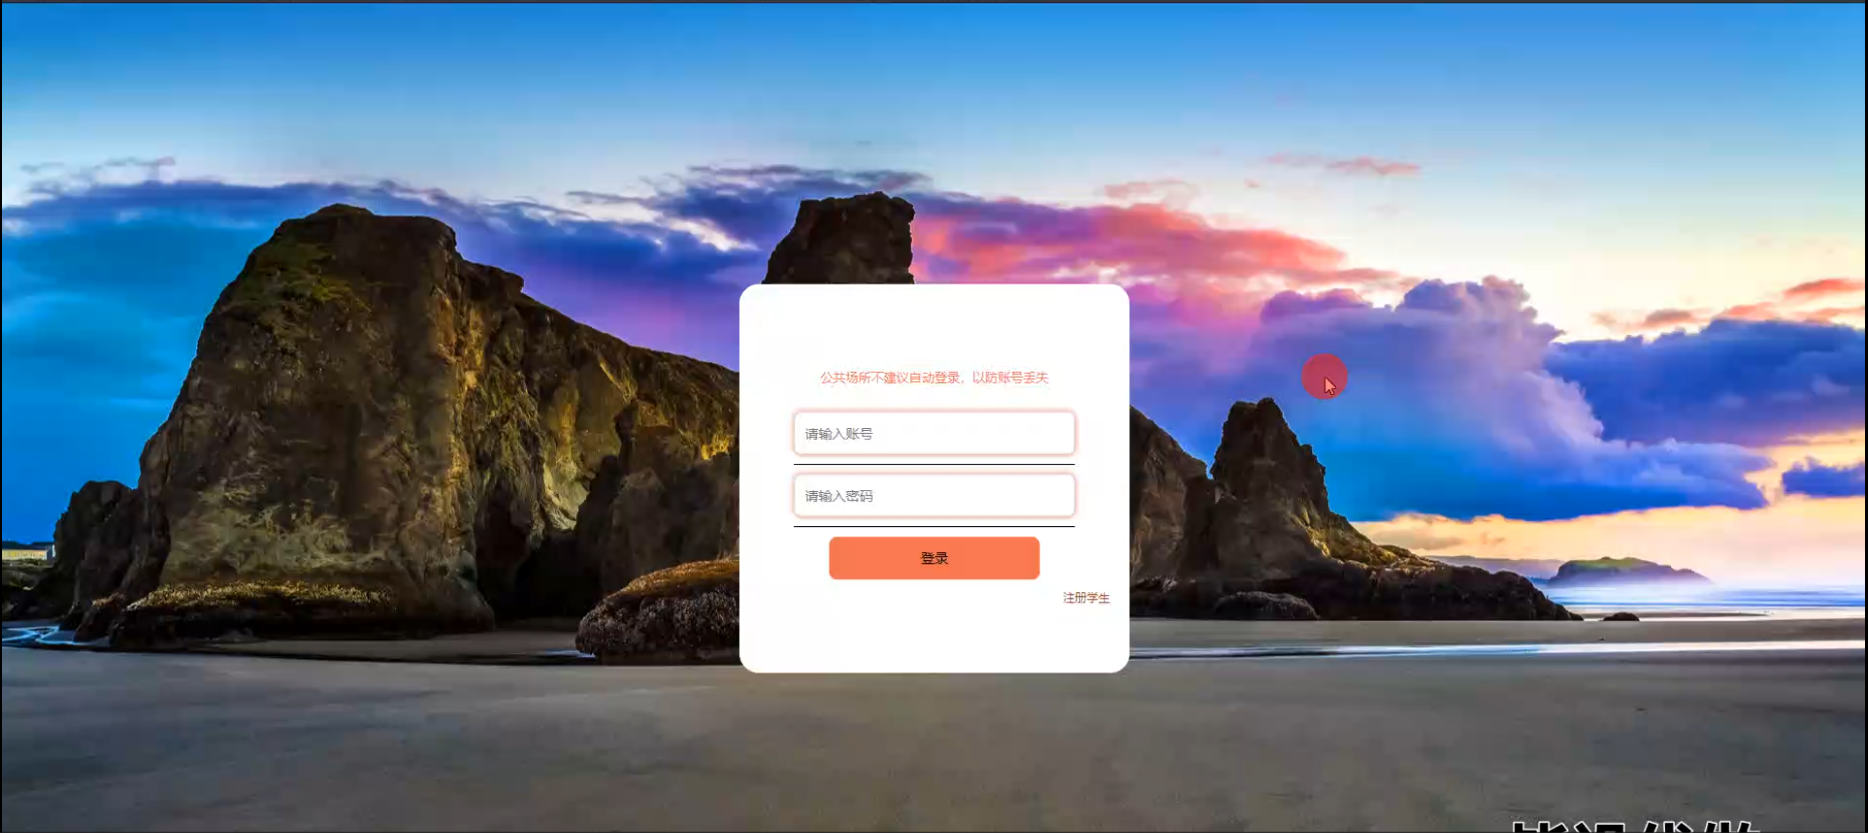 公共场所不建议自动登录，以防账号丢失
请输入账号
请输入密码
登录
注册学生